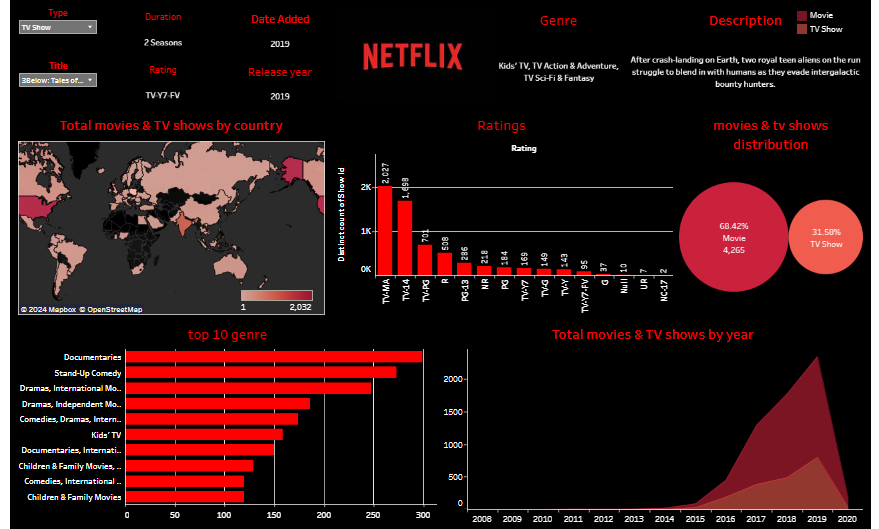 Type
TV Show
Title
3Below: Tales of...
Duration
2 Seasons
Rating
TV-Y7-FV
Date Added
2019
Release year
2019
NETFLIX
Genre
Kids' TV, TV Action & Adventure,
TV Sci-Fi & Fantasy
Description
After crash-landing on Earth, two royal teen aliens on the run
struggle to blend in with humans as they evade intergalactic
bounty hunters.
Movie
TV Show
Total movies & TV shows by country
© 2024 Mapbox © OpenStreetMap
1 2,032
Ratings
Rating
Distinct count of Show Id
2K
1K
0K
2,027
1,698
701
508
286
218
184
169
149
143
95
37
10
7
2
TV-MA
TV-14
TV-PG
R
PG-13
NR
PG
TV-Y7
TV-G
TV-Y
TV-Y7-FV
G
Null
UR
NC-17
movies & tv shows
distribution
68.42%
Movie
4,265
31.58%
TV Show
top 10 genre
Documentaries
Stand-Up Comedy
Dramas, International Mo..
Dramas, Independent Mo..
Comedies, Dramas, Intern..
Kids' TV
Documentaries, Internati..
Children & Family Movies, ..
Comedies, International ..
Children & Family Movies
0 50 100 150 200 250 300
Total movies & TV shows by year
2000
1500
1000
500
0
2008 2009 2010 2011 2012 2013 2014 2015 2016 2017 2018 2019 2020